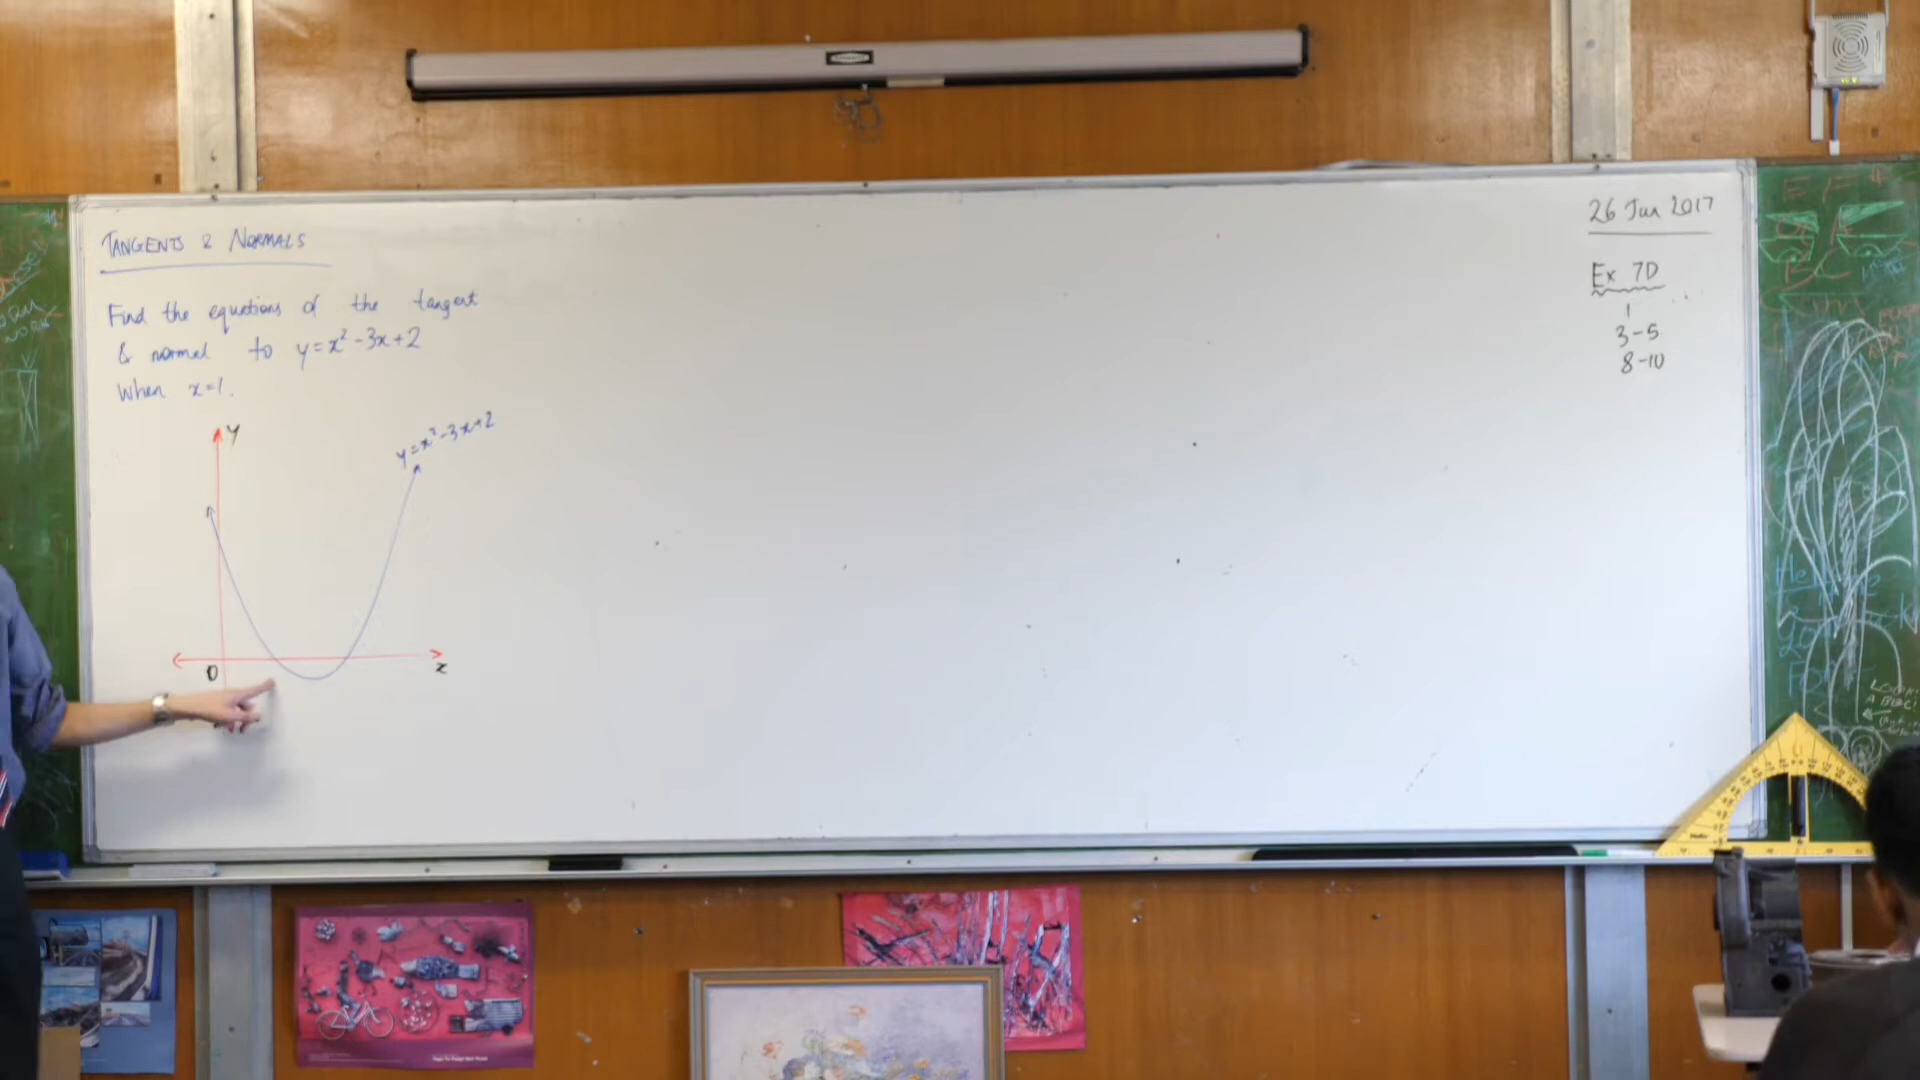 TANGENTS & NORMALS
Find the equations of the tangent
& normal to y=x²-3x+2
when x=1.
y
y=x²-3x+2
0
x
26 Jun 2017
Ex 7D
1
3-5
8-10